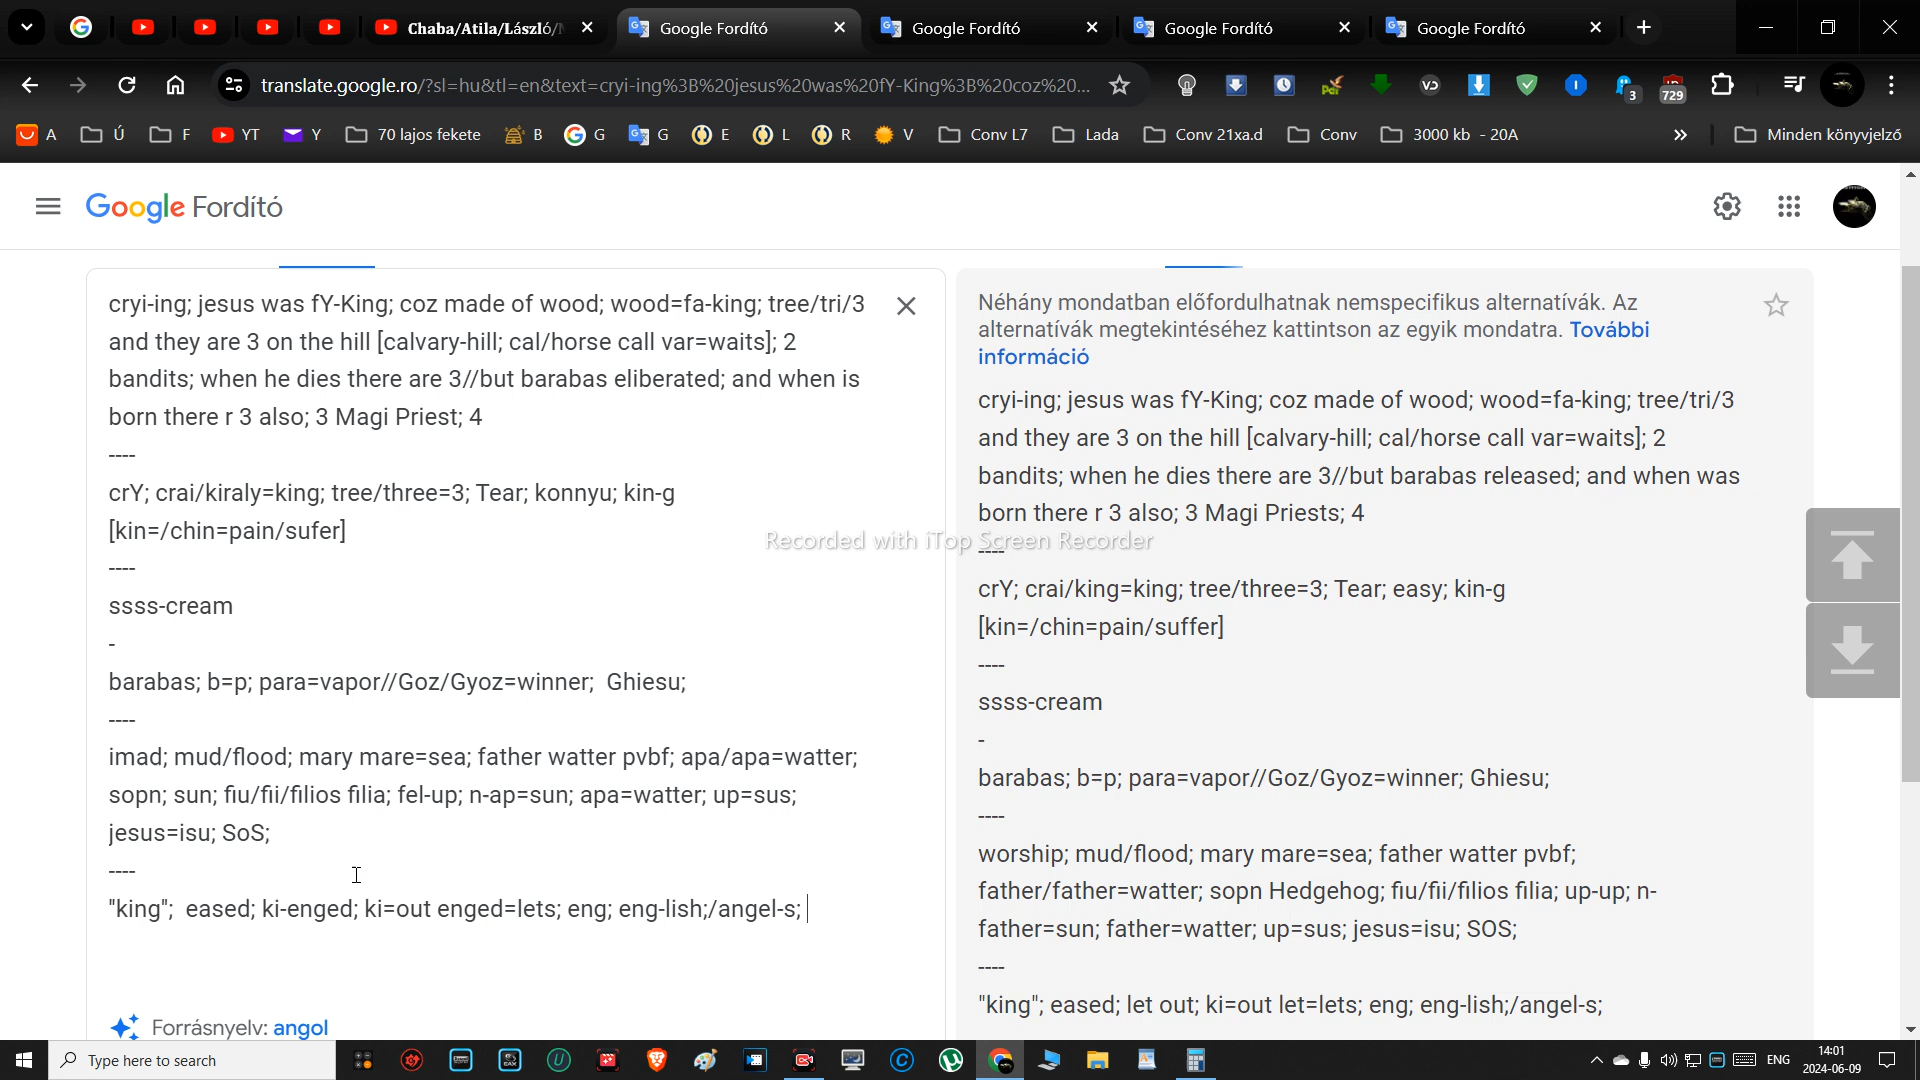 Chaba/Atila/László/
Google Fordító
Google Fordító
Google Fordító
Google Fordító
translate.google.ro/?sl=hu&tl=en&text=cryi-ing%3B%20jesus%20was%20fY-King%3B%20coz%20...
3
729
A
Ú
F
YT
Y
70 lajos fekete
B
G
G
E
L
R
V
Conv L7
Lada
Conv 21xa.d
Conv
3000 kb - 20A
»
Minden könyvjelző
Google Fordító
cryi-ing; jesus was fY-King; coz made of wood; wood=fa-king; tree/tri/3
and they are 3 on the hill [calvary-hill; cal/horse call var=waits]; 2
bandits; when he dies there are 3//but barabas eliberated; and when is
born there r 3 also; 3 Magi Priest; 4
----
crY; crai/kiraly=king; tree/three=3; Tear; konnyu; kin-g
[kin=/chin=pain/sufer]
----
ssss-cream
-
barabas; b=p; para=vapor//Goz/Gyoz=winner;  Ghiesu;
----
imad; mud/flood; mary mare=sea; father watter pvbf; apa/apa=watter;
sopn; sun; fiu/fii/filios filia; fel-up; n-ap=sun; apa=watter; up=sus;
jesus=isu; SoS;
----
"king";  eased; ki-enged; ki=out enged=lets; eng; eng-lish;/angel-s;
Forrásnyelv: angol
Néhány mondatban előfordulhatnak nemspecifikus alternatívák. Az
alternatívák megtekintéséhez kattintson az egyik mondatra. További
információ
cryi-ing; jesus was fY-King; coz made of wood; wood=fa-king; tree/tri/3
and they are 3 on the hill [calvary-hill; cal/horse call var=waits]; 2
bandits; when he dies there are 3//but barabas released; and when was
born there r 3 also; 3 Magi Priests; 4
----
crY; crai/king=king; tree/three=3; Tear; easy; kin-g
[kin=/chin=pain/suffer]
----
ssss-cream
-
barabas; b=p; para=vapor//Goz/Gyoz=winner; Ghiesu;
----
worship; mud/flood; mary mare=sea; father watter pvbf;
father/father=watter; sopn Hedgehog; fiu/fii/filios filia; up-up; n-
father=sun; father=watter; up=sus; jesus=isu; SOS;
----
"king"; eased; let out; ki=out let=lets; eng; eng-lish;/angel-s;
Recorded with iTop Screen Recorder
Type here to search
ENG
14:01
2024-06-09